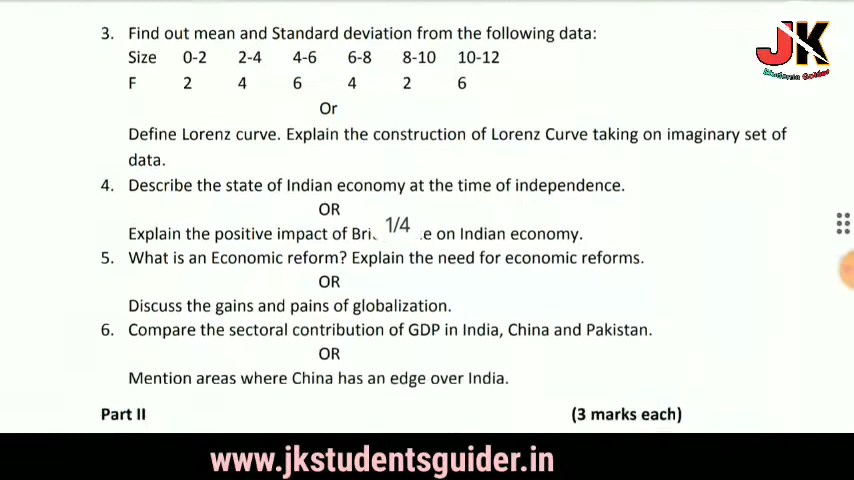 3. Find out mean and Standard deviation from the following data:
JK
Size 0-2 2-4 4-6 6-8 8-10 10-12
Students Guider
F 2 4 6 4 2 6
Or
Define Lorenz curve. Explain the construction of Lorenz Curve taking on imaginary set of
data.
4. Describe the state of Indian economy at the time of independence.
OR
1/4
Explain the positive impact of on Indian economy.
5. What is an Economic reform? Explain the need for economic reforms.
OR
Discuss the gains and pains of globalization.
6. Compare the sectoral contribution of GDP in India, China and Pakistan.
OR
Mention areas where China has an edge over India.
Part II (3 marks each)
www.jkstudentsguider.in